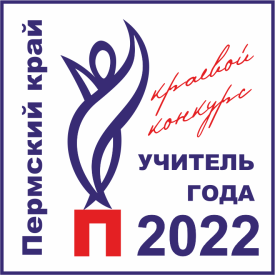 Пермский край
краевой
конкурс
УЧИТЕЛЬ
ГОДА
П 2022